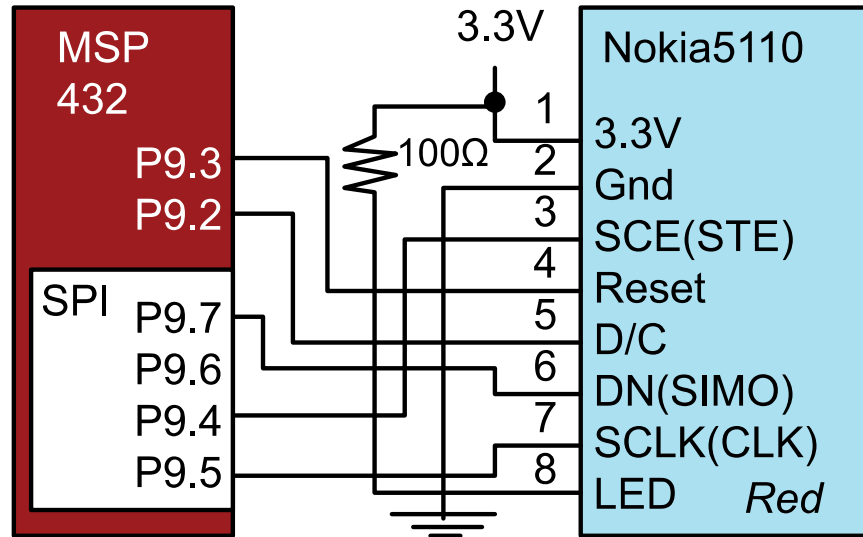 MSP
432
P9.3
P9.2
SPI
P9.7
P9.6
P9.4
P9.5
3.3V
100Ω
1
2
3
4
5
6
7
8
Nokia5110
3.3V
Gnd
SCE(STE)
Reset
D/C
DN(SIMO)
SCLK(CLK)
LED Red